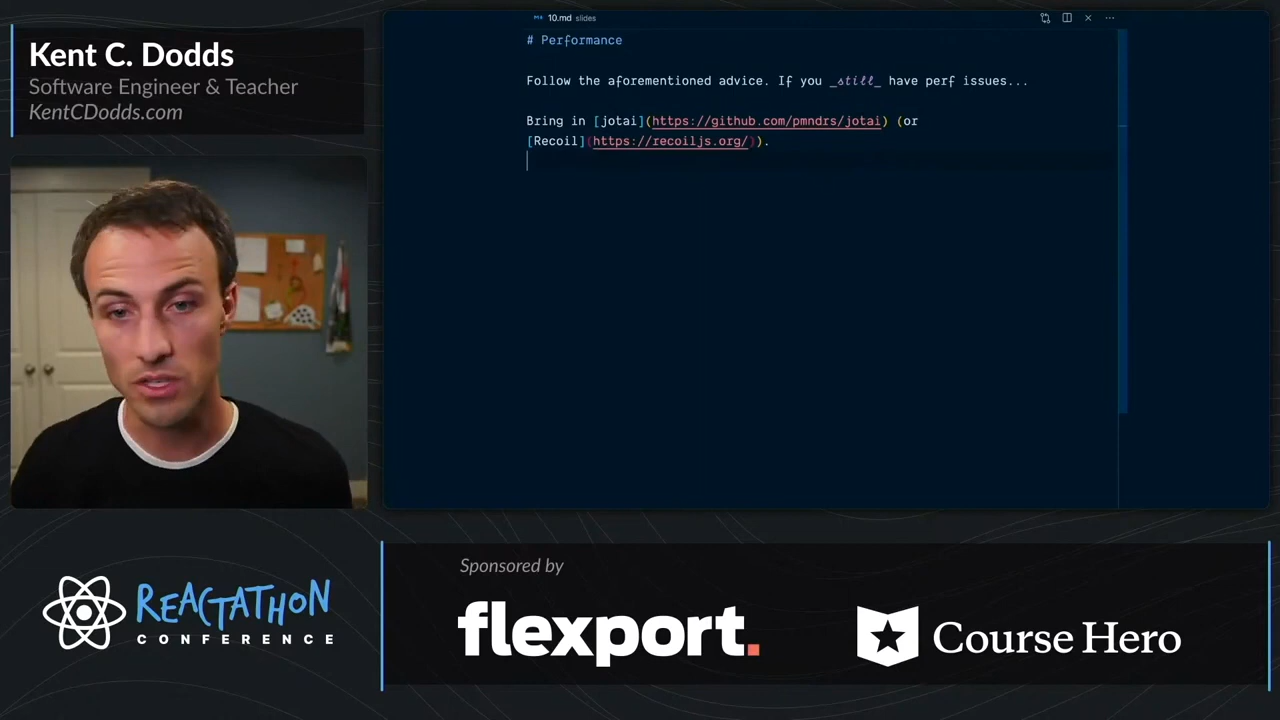 Kent C. Dodds
Software Engineer & Teacher
KentCDodds.com
10.md slides
# Performance
Follow the aforementioned advice. If you _still_ have perf issues...
Bring in [jotai](https://github.com/pmndrs/jotai) (or
[Recoil](https://recoiljs.org/)).
REACTATHON
CONFERENCE
Sponsored by
flexport.
Course Hero